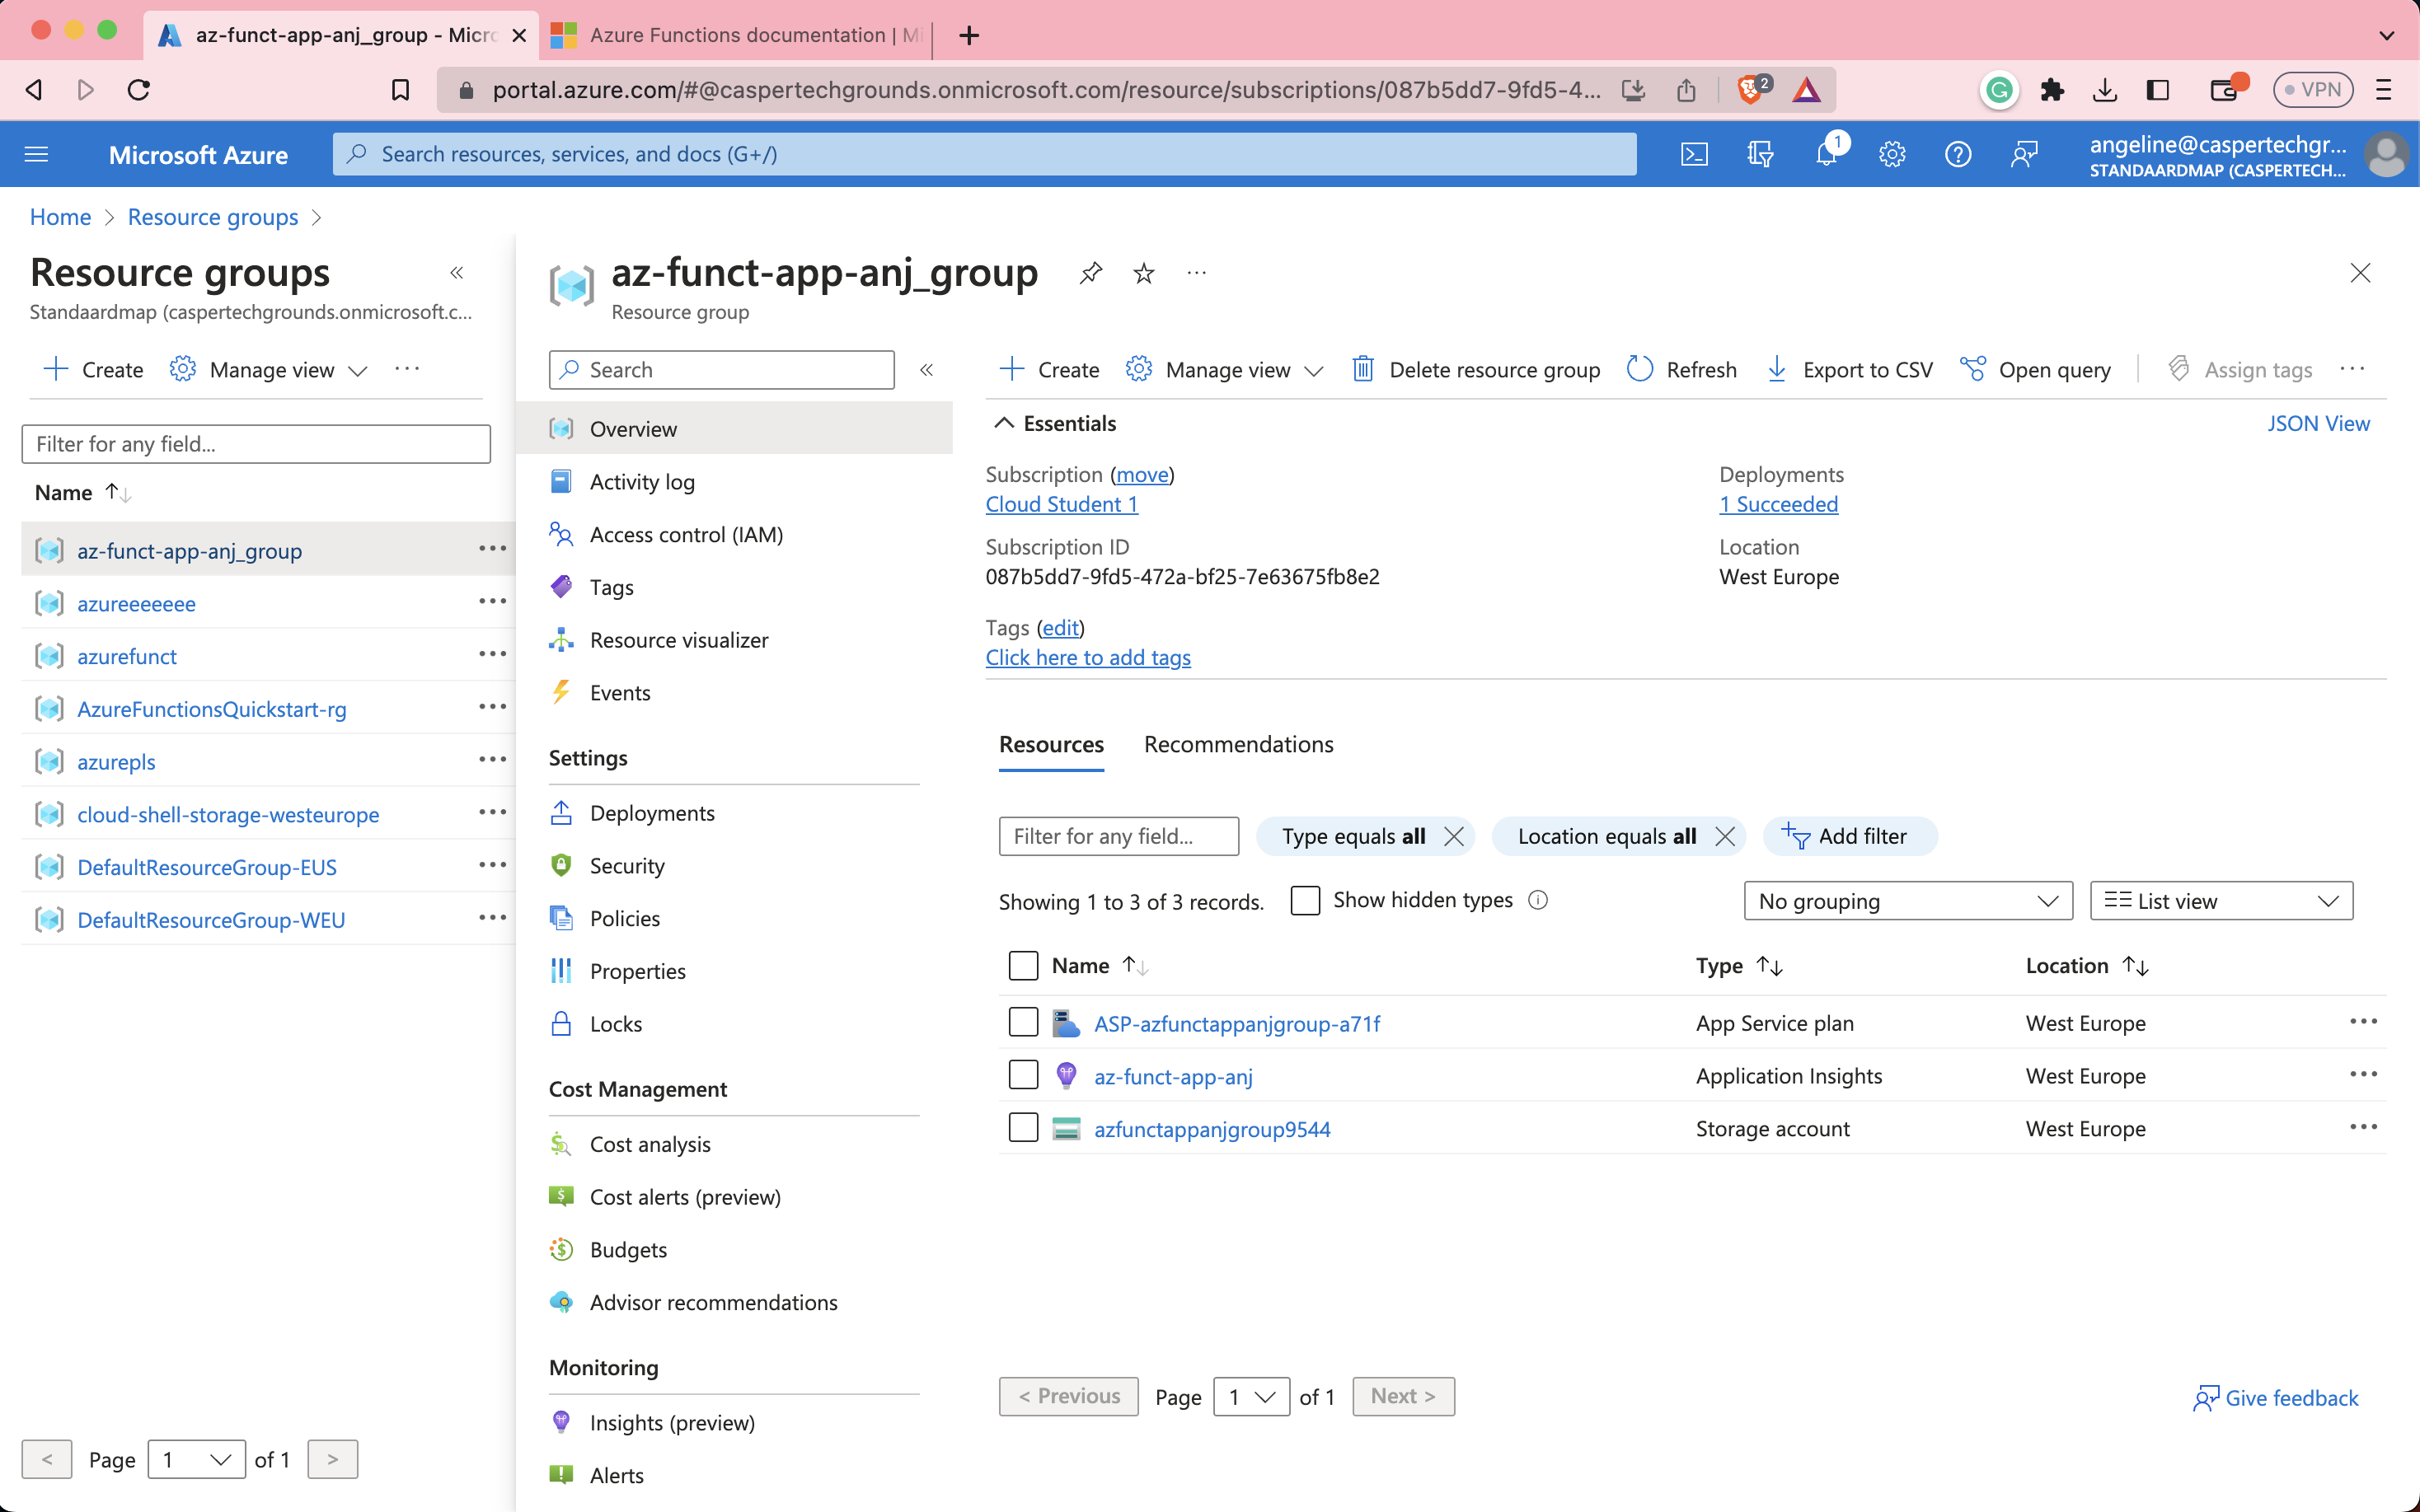 az-funct-app-anj_group - Micro
Azure Functions documentation | Mi
portal.azure.com/#@caspertechgrounds.onmicrosoft.com/resource/subscriptions/087b5dd7-9fd5-4...
2
VPN
Microsoft Azure
Search resources, services, and docs (G+/)
1
angeline@caspertechgr...
STANDAARDMAP (CASPERTECH...
Home
Resource groups
Resource groups
«
Standaardmap (caspertechgrounds.onmicrosoft.c...
Create
Manage view
Filter for any field...
Name
az-funct-app-anj_group
azureeeeeee
azurefunct
AzureFunctionsQuickstart-rg
azurepls
cloud-shell-storage-westeurope
DefaultResourceGroup-EUS
DefaultResourceGroup-WEU
<
Page
1
of 1
>
az-funct-app-anj_group
Resource group
Search
«
Overview
Activity log
Access control (IAM)
Tags
Resource visualizer
Events
Settings
Deployments
Security
Policies
Properties
Locks
Cost Management
Cost analysis
Cost alerts (preview)
Budgets
Advisor recommendations
Monitoring
Insights (preview)
Alerts
Create
Manage view
Delete resource group
Refresh
Export to CSV
Open query
Assign tags
Essentials
JSON View
Subscription (move)
Cloud Student 1
Subscription ID
087b5dd7-9fd5-472a-bf25-7e63675fb8e2
Tags (edit)
Click here to add tags
Deployments
1 Succeeded
Location
West Europe
Resources
Recommendations
Filter for any field...
Type equals all
Location equals all
Add filter
Showing 1 to 3 of 3 records.
Show hidden types
No grouping
List view
Name
Type
Location
ASP-azfunctappanjgroup-a71f
App Service plan
West Europe
az-funct-app-anj
Application Insights
West Europe
azfunctappanjgroup9544
Storage account
West Europe
< Previous
Page
1
of 1
Next >
Give feedback